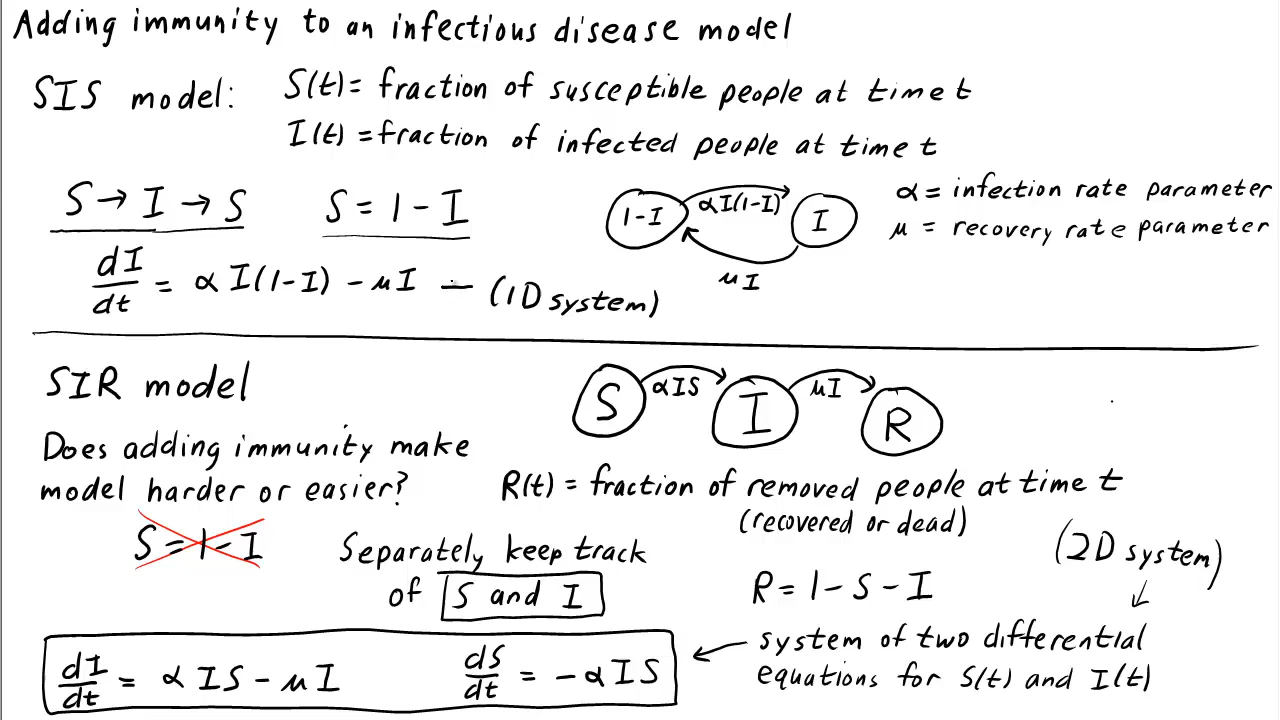 Adding immunity to an infectious disease model
SIS model: S(t) = fraction of susceptible people at time t
I(t) = fraction of infected people at time t
S → I → S S = 1 - I
1-I αI(1-I) I
μI
α = infection rate parameter
μ = recovery rate parameter
dI/dt = αI(1-I) - μI — (1D system)
SIR model
S αIS I μI R
Does adding immunity make
model harder or easier?
R(t) = fraction of removed people at time t
(recovered or dead)
S = 1 - I
Separately keep track
of S and I
R = 1 - S - I
(2D system)
↓
dI/dt = αIS - μI dS/dt = -αIS
← system of two differential
equations for S(t) and I(t)